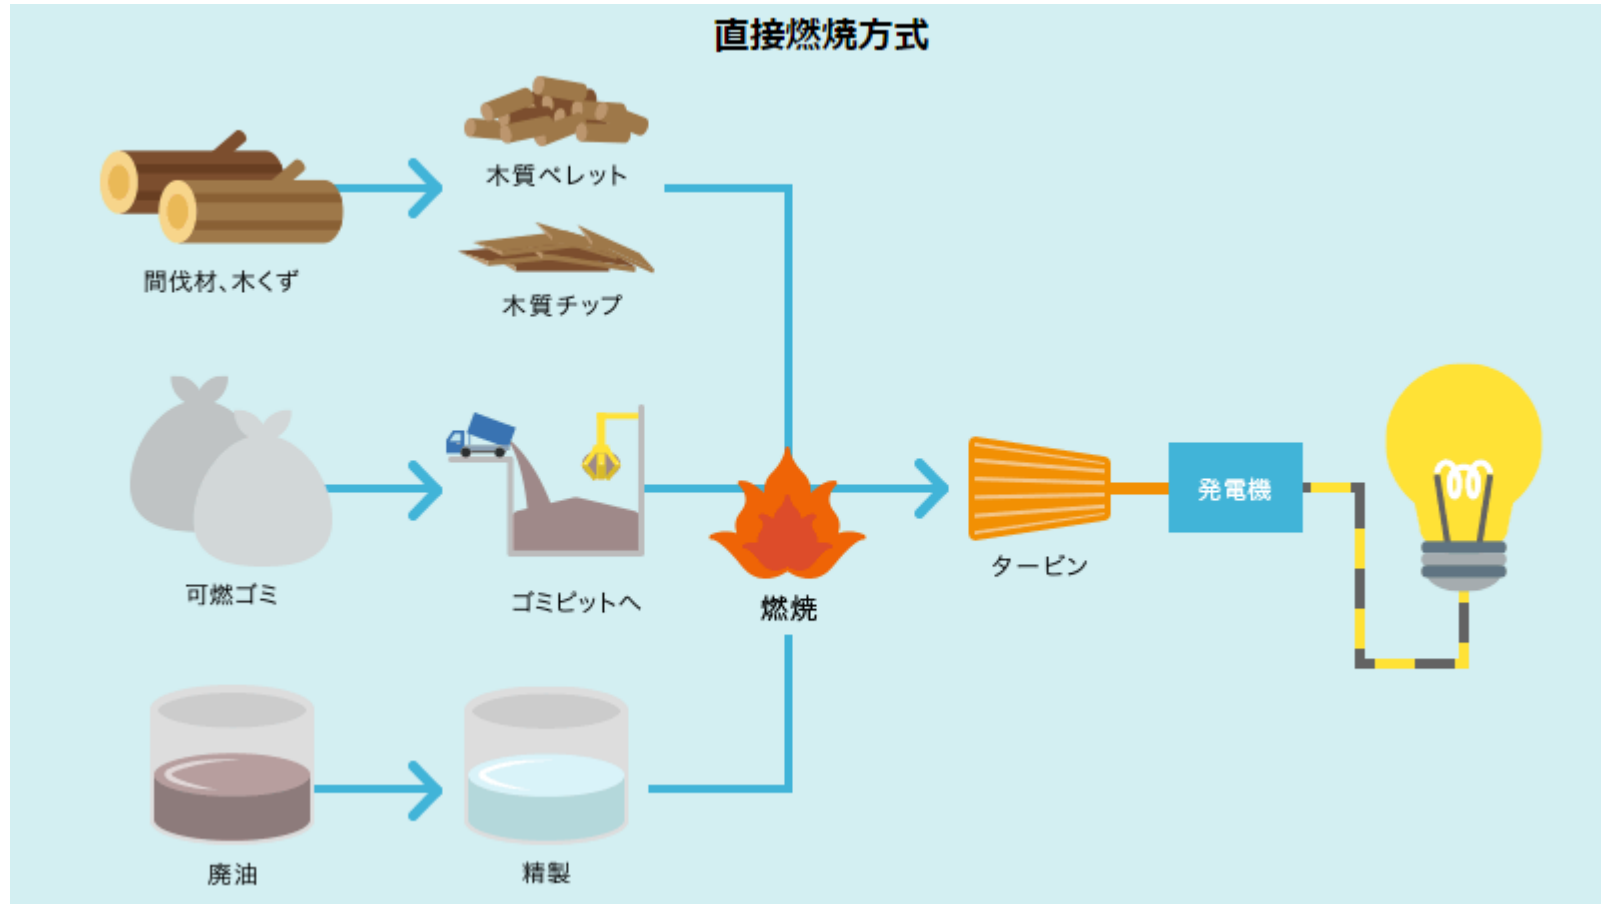 直接燃焼方式
間伐材、木くず
木質ペレット
木質チップ
可燃ゴミ
ゴミピットへ
燃焼
タービン
発電機
廃油
精製